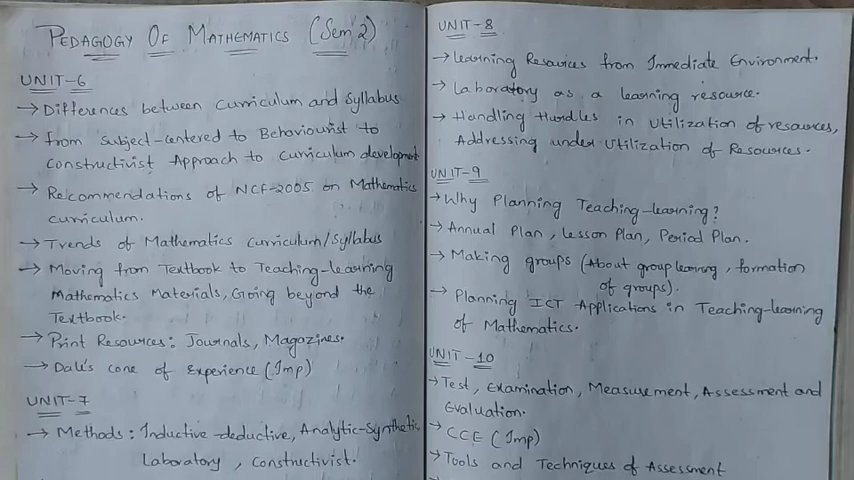 PEDAGOGY OF MATHEMATICS (Sem 2)
UNIT-6
→ Differences between Curriculum and Syllabus
→ From Subject-centered to Behaviourist to
Constructivist Approach to Curriculum development
→ Recommendations of NCF-2005 on Mathematics
curriculum.
→ Trends of Mathematics Curriculum/Syllabus
→ Moving from Textbook to Teaching-Learning
Mathematics Materials, Going beyond the
Textbook.
→ Print Resources: Journals, Magazines.
→ Dale's cone of Experience (Imp)
UNIT-7
→ Methods: Inductive-deductive, Analytic-Synthetic,
Laboratory, Constructivist.
UNIT-8
→ Learning Resources from Immediate Environment.
→ Laboratory as a learning resource.
→ Handling Hurdles in Utilization of resources,
Addressing under Utilization of Resources.
UNIT-9
→ Why Planning Teaching-learning?
→ Annual Plan, Lesson Plan, Period Plan.
→ Making groups (About group learning, formation
of groups).
→ Planning ICT Applications in Teaching-learning
of Mathematics.
UNIT-10
→ Test, Examination, Measurement, Assessment and
Evaluation.
→ CCE (Imp)
→ Tools and Techniques of Assessment